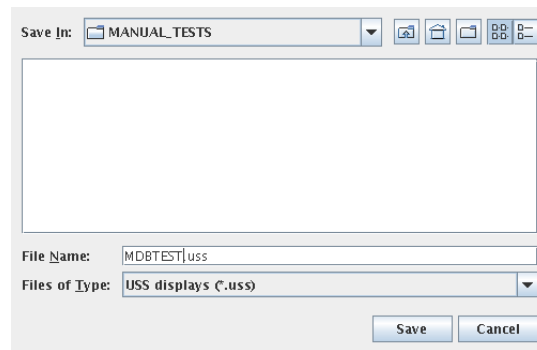 Save In: MANUAL_TESTS
File Name: MDBTEST.uss
Files of Type: USS displays (*.uss)
Save Cancel